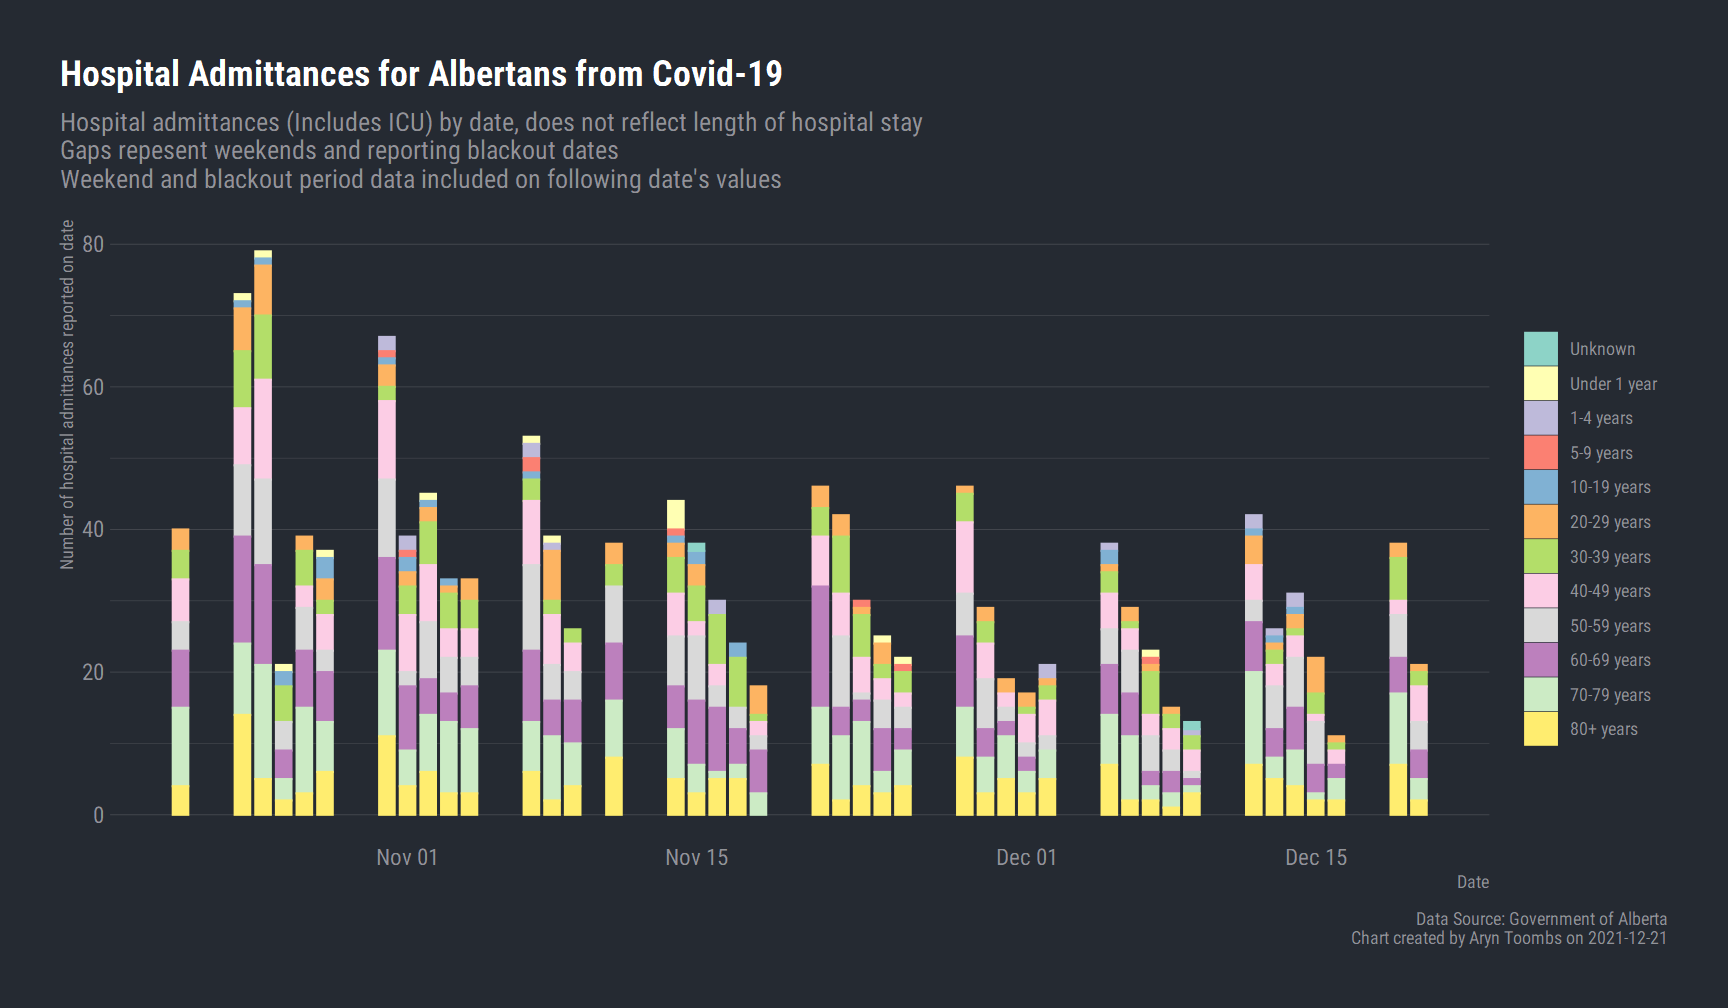 Hospital Admittances for Albertans from Covid-19
Hospital admittances (Includes ICU) by date, does not reflect length of hospital stay
Gaps repesent weekends and reporting blackout dates
Weekend and blackout period data included on following date's values
Number of hospital admittances reported on date
80
60
40
20
0
Nov 01
Nov 15
Dec 01
Dec 15
Date
Unknown
Under 1 year
1-4 years
5-9 years
10-19 years
20-29 years
30-39 years
40-49 years
50-59 years
60-69 years
70-79 years
80+ years
Data Source: Government of Alberta
Chart created by Aryn Toombs on 2021-12-21